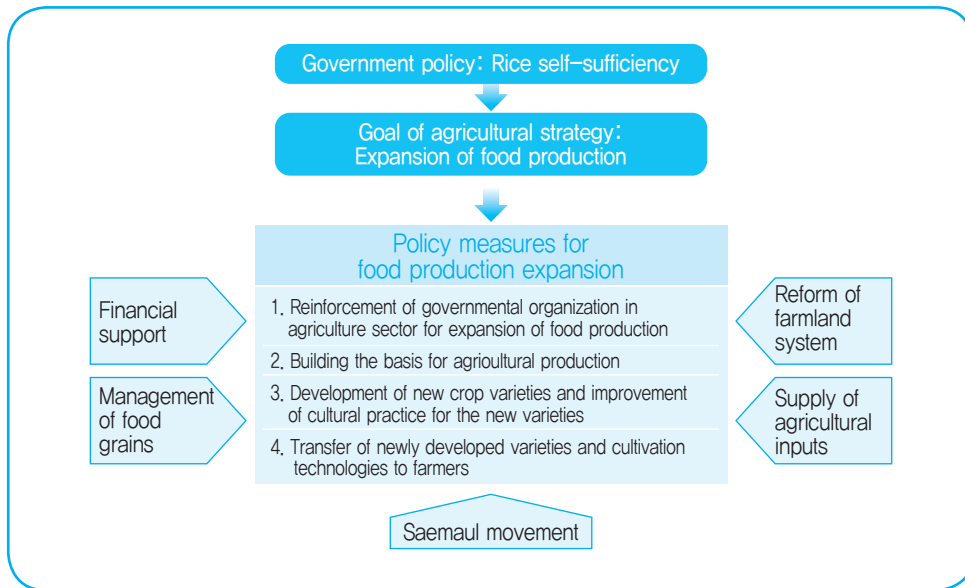 Government policy: Rice self-sufficiency
Goal of agricultural strategy:
Expansion of food production
Policy measures for
food production expansion
Financial
support
Management
of food
grains
1. Reinforcement of governmental organization in
agriculture sector for expansion of food production
2. Building the basis for agrioultural production
3. Development of new crop varieties and improvement
of cultural practice for the new varieties
4. Transfer of newly developed varieties and cultivation
technologies to farmers
Reform of
farmland
system
Supply of
agricultural
inputs
Saemaul movement